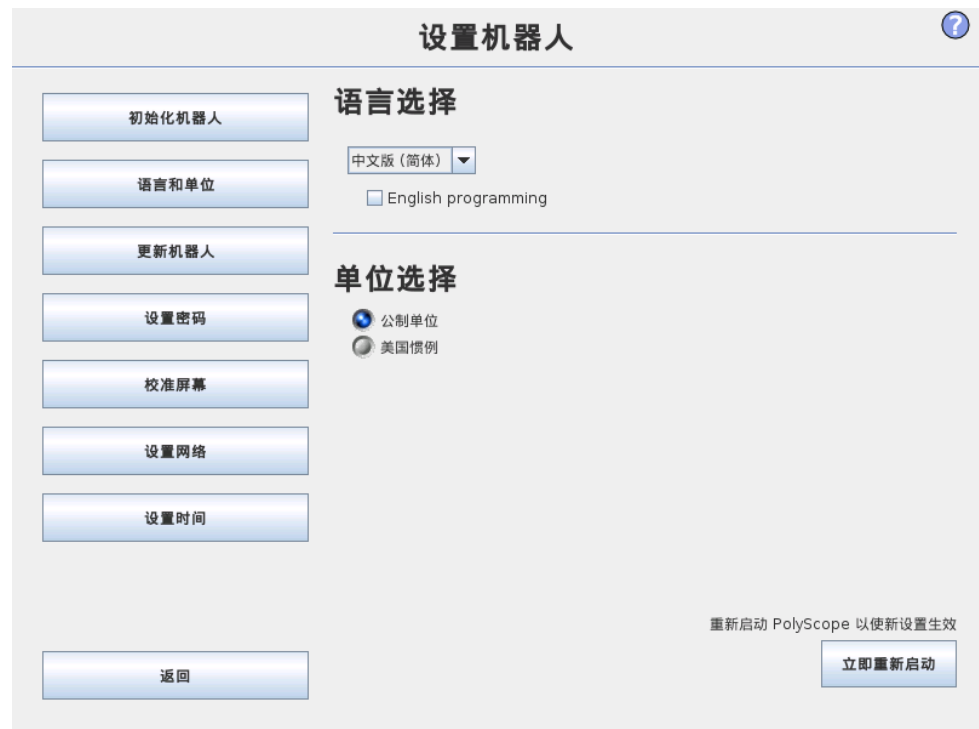 设置机器人
?
初始化机器人
语言和单位
更新机器人
设置密码
校准屏幕
设置网络
设置时间
返回
语言选择
中文版 (简体)
English programming
单位选择
公制单位
美国惯例
重新启动 PolyScope 以使新设置生效
立即重新启动